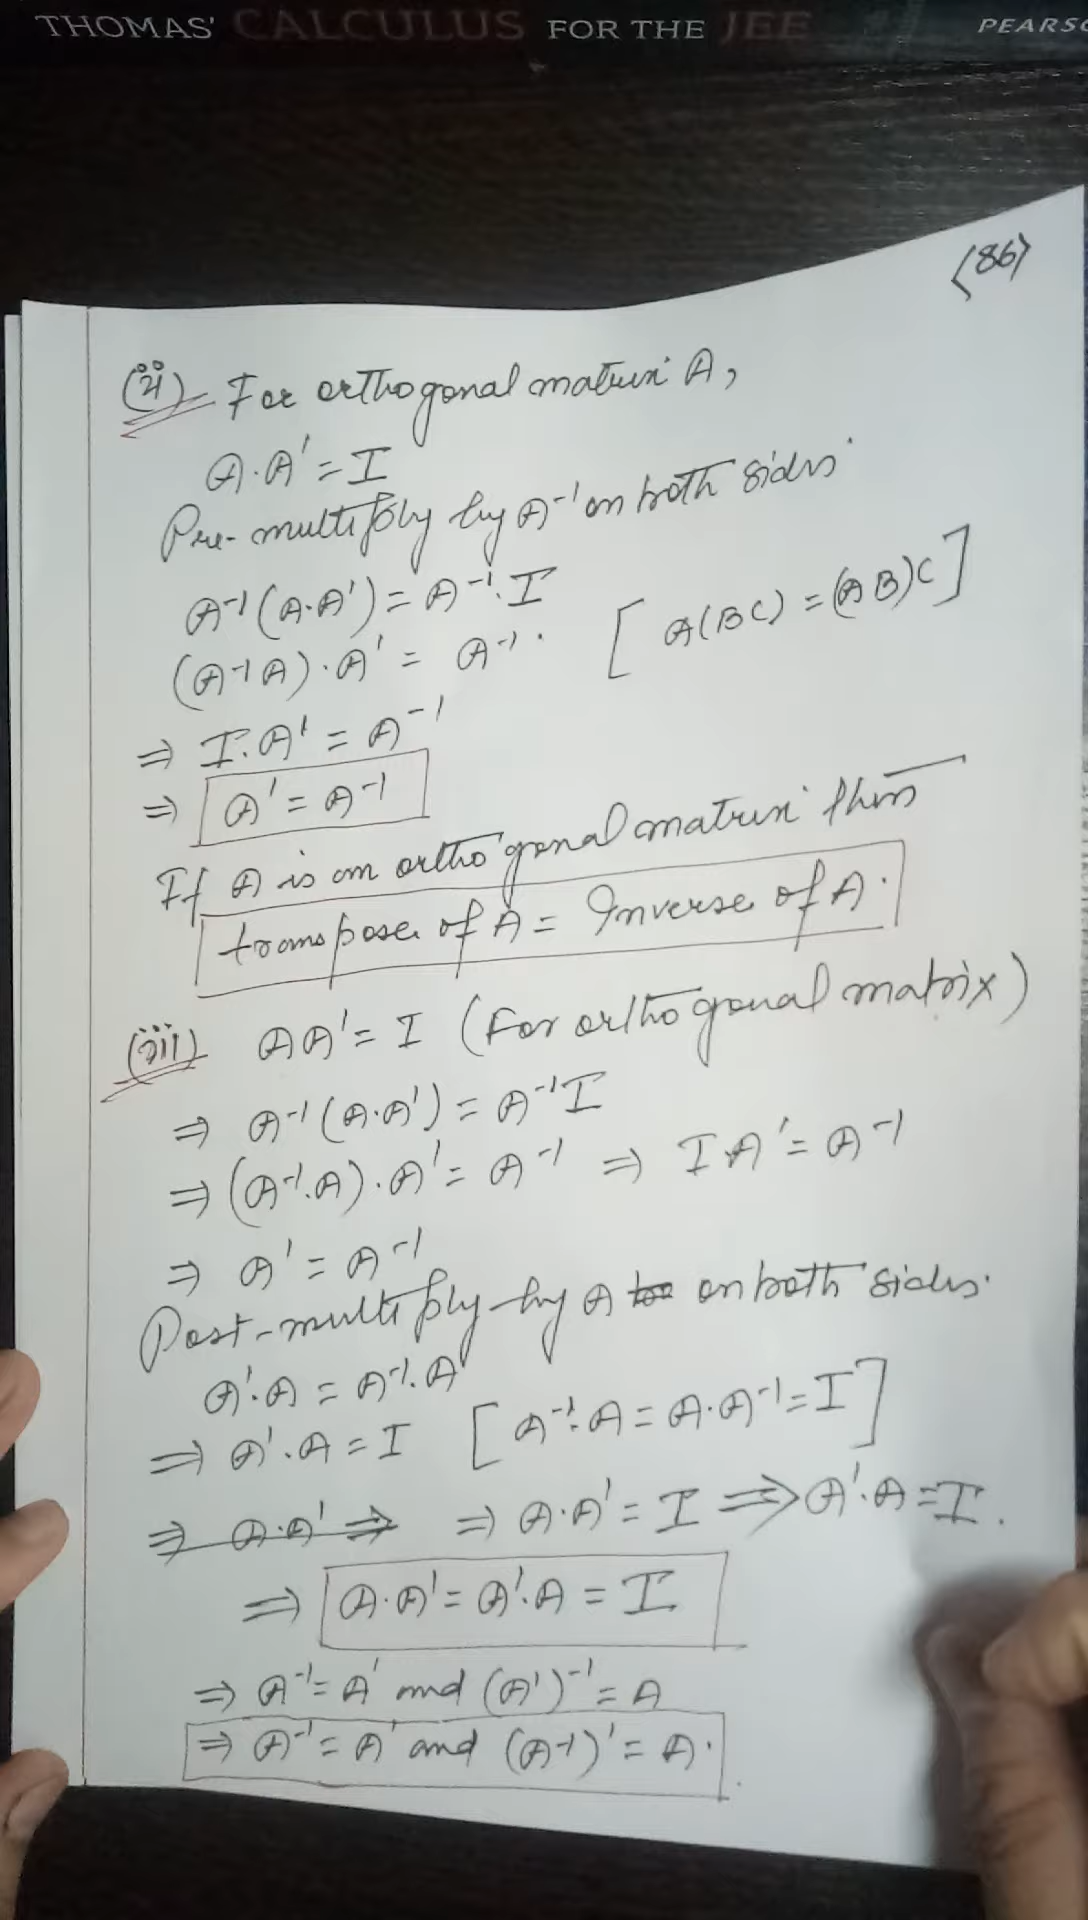 THOMAS' CALCULUS FOR THE JEE
PEARSO
(86)
(ii) For orthogonal matrix A,
A·A' = I
Pre-multiply by A⁻¹ on both sides
A⁻¹(A·A') = A⁻¹·I
(A⁻¹A)·A' = A⁻¹· [A(BC) = (AB)C]
⇒ I·A' = A⁻¹
⇒ A' = A⁻¹
If A is an orthogonal matrix then
transpose of A = Inverse of A.
(iii) AA' = I (For orthogonal matrix)
⇒ A⁻¹(A·A') = A⁻¹I
⇒ (A⁻¹·A)·A' = A⁻¹ ⇒ I·A' = A⁻¹
⇒ A' = A⁻¹
Post-multiply by A on both sides.
A'·A = A⁻¹·A
⇒ A'·A = I [A⁻¹·A = A·A⁻¹ = I]
⇒ A·A' ⇒ ⇒ A·A' = I ⇒ A'·A = I.
⇒ A·A' = A'·A = I
⇒ A⁻¹ = A' and (A')⁻¹ = A
⇒ A⁻¹ = A' and (A⁻¹)' = A.